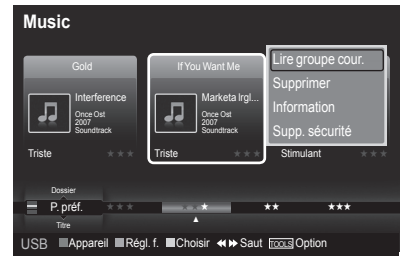 Music
Gold
If You Want Me
Lire groupe cour.
Supprimer
Information
Supp. sécurité
Interference
Once Ost
2007
Soundtrack
Marketa Irgl...
Once Ost
2007
Soundtrack
Triste ★★★
Triste ★★★
Stimulant ★★★
Dossier
P. préf. ★★★ ★★★ ★★ ★★★
▲
Titre
USB Appareil Régl. f. Choisir ◄◄ ►► Saut TOOLS Option